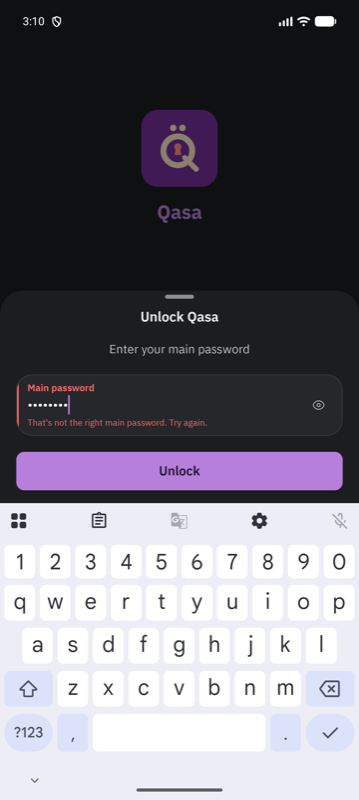 3:10
Qasa
Unlock Qasa
Enter your main password
Main password
••••••••
That's not the right main password. Try again.
Unlock
1 2 3 4 5 6 7 8 9 0
q w e r t y u i o p
a s d f g h j k l
z x c v b n m
?123 , .